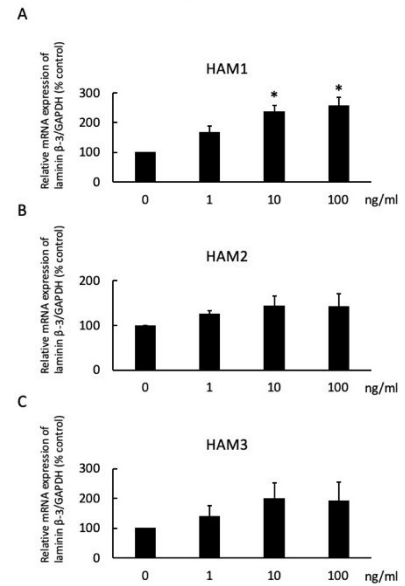 A
HAM1
Relative mRNA expression of
laminin β-3/GAPDH (% control)
300
200
100
0
*
*
0 1 10 100 ng/ml
B
HAM2
Relative mRNA expression of
laminin β-3/GAPDH (% control)
200
100
0
0 1 10 100 ng/ml
C
HAM3
Relative mRNA expression of
laminin β-3/GAPDH (% control)
300
200
100
0
0 1 10 100 ng/ml